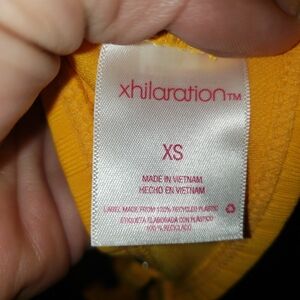 xhilaration™
XS
MADE IN VIETNAM
HECHO EN VIETNAM
LABEL MADE FROM 100% RECYCLED PLASTIC
ETIQUETA ELABORADA CON PLÁSTICO
100% RECICLADO